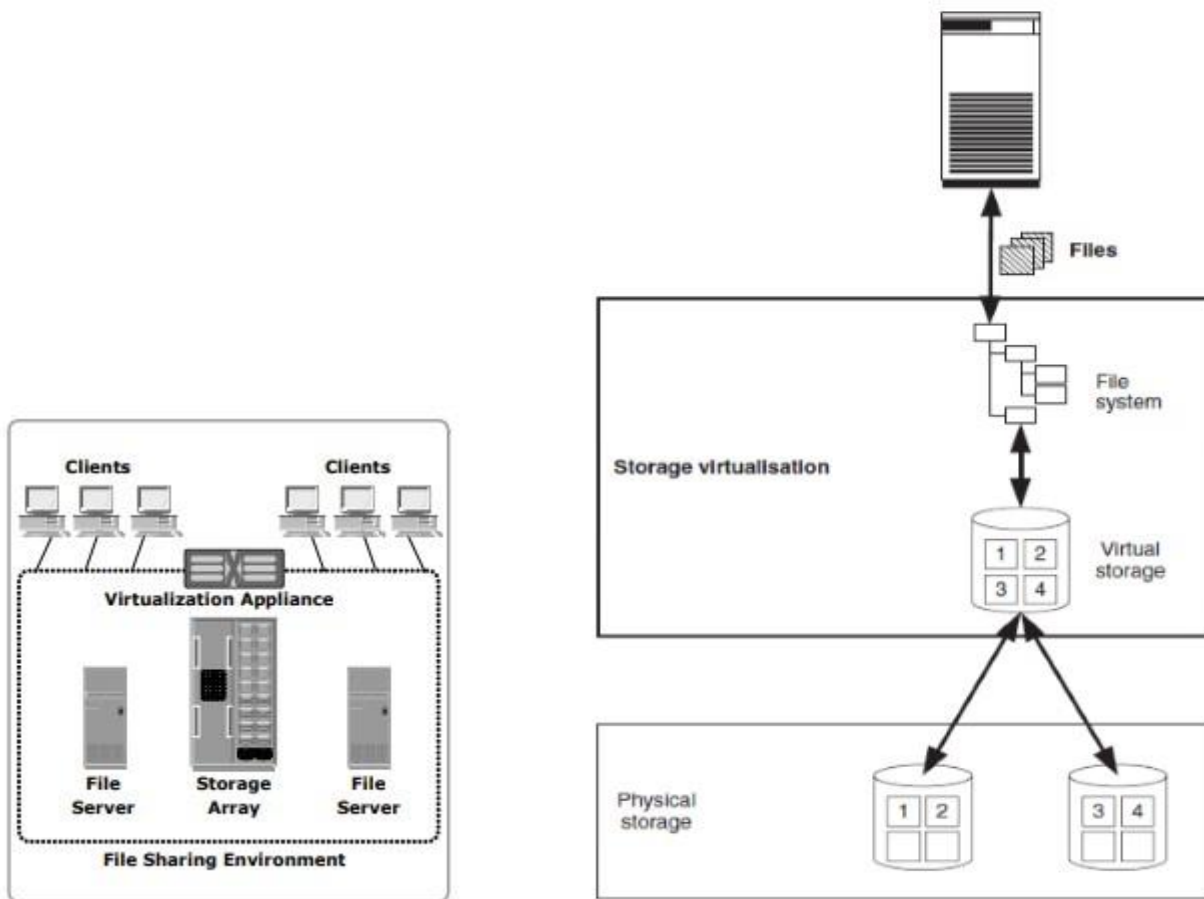 Clients
Clients
Virtualization Appliance
File
Server
Storage
Array
File
Server
File Sharing Environment
Files
File
system
Storage virtualisation
1 2
3 4
Virtual
storage
Physical
storage
1 2
3 4